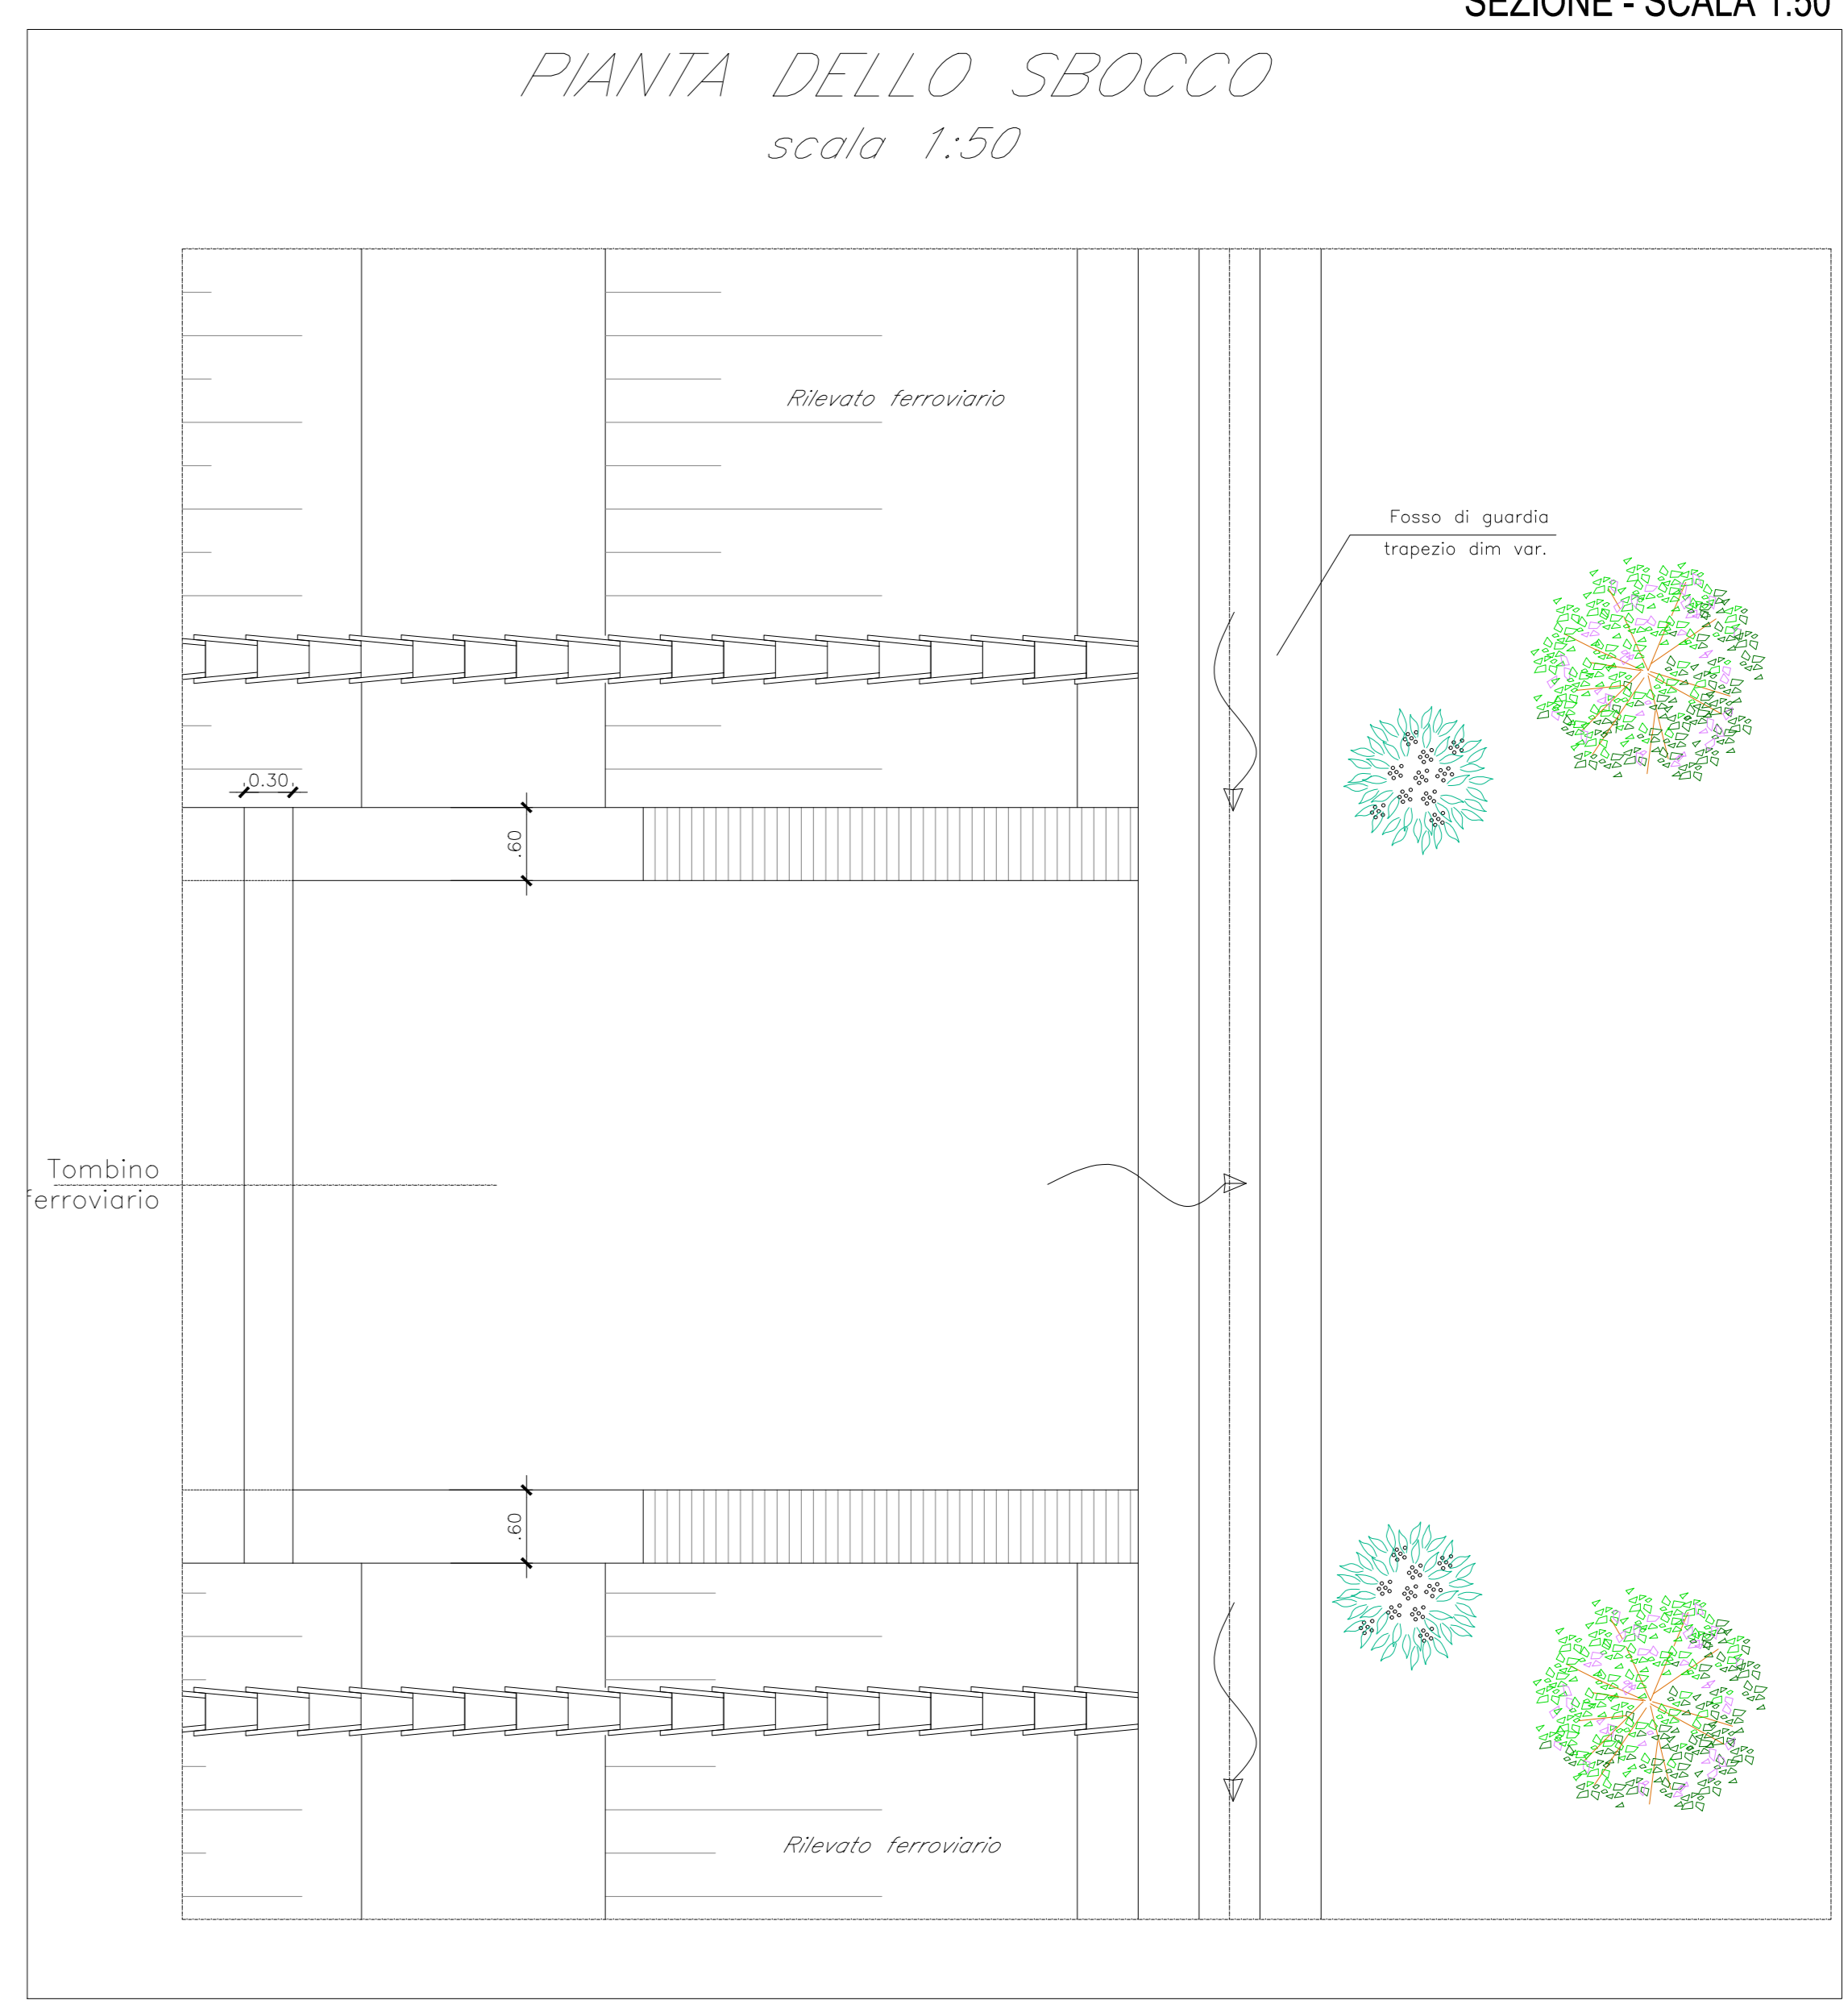 SEZIONE - SCALA 1:50
PIANTA DELLO SBOCCO
scala 1:50
Rilevato ferroviario
Fosso di guardia
trapezio dim var.
0.30
.60
Tombino
ferroviario
.60
Rilevato ferroviario